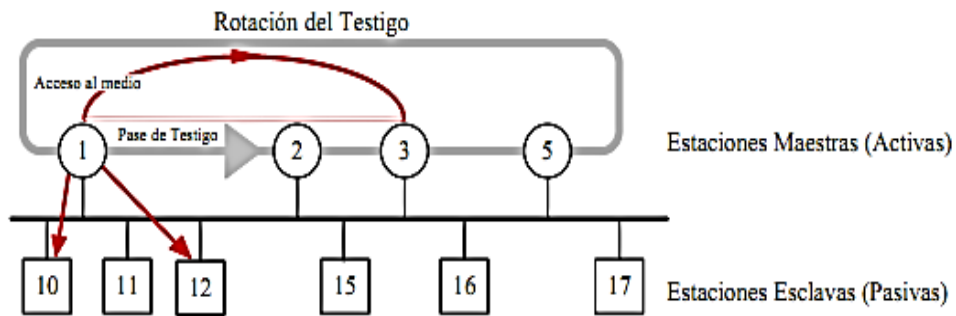 Rotación del Testigo
Acceso al medio
Pase de Testigo
1 2 3 5
Estaciones Maestras (Activas)
10 11 12 15 16 17
Estaciones Esclavas (Pasivas)